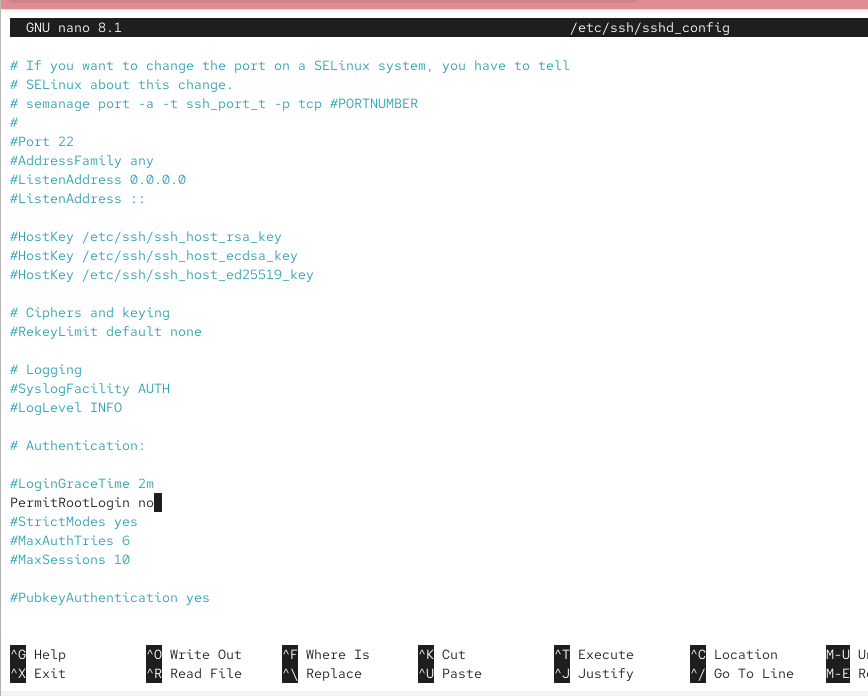 GNU nano 8.1 /etc/ssh/sshd_config
# If you want to change the port on a SELinux system, you have to tell
# SELinux about this change.
# semanage port -a -t ssh_port_t -p tcp #PORTNUMBER
#
#Port 22
#AddressFamily any
#ListenAddress 0.0.0.0
#ListenAddress ::
#HostKey /etc/ssh/ssh_host_rsa_key
#HostKey /etc/ssh/ssh_host_ecdsa_key
#HostKey /etc/ssh/ssh_host_ed25519_key
# Ciphers and keying
#RekeyLimit default none
# Logging
#SyslogFacility AUTH
#LogLevel INFO
# Authentication:
#LoginGraceTime 2m
PermitRootLogin no
#StrictModes yes
#MaxAuthTries 6
#MaxSessions 10
#PubkeyAuthentication yes
^G Help ^O Write Out ^F Where Is ^K Cut ^T Execute ^C Location M-U
^X Exit ^R Read File ^\ Replace ^U Paste ^J Justify ^/ Go To Line M-E